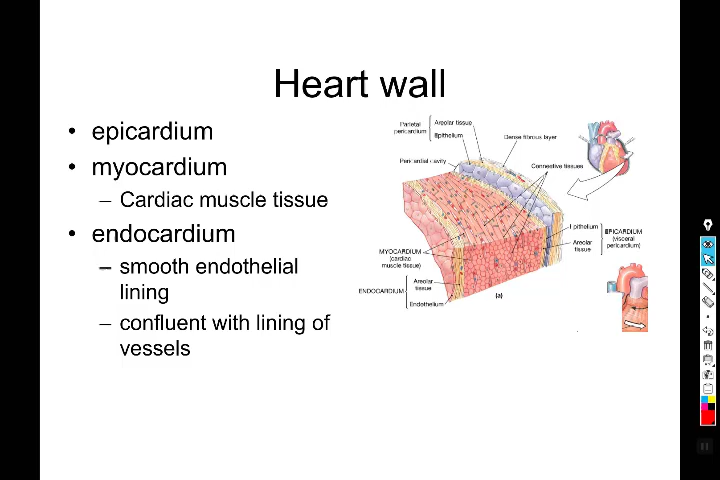 Heart wall
• epicardium
• myocardium
– Cardiac muscle tissue
• endocardium
– smooth endothelial
lining
– confluent with lining of
vessels
Parietal
pericardium
Areolar tissue
Epithelium
Dense fibrous layer
Pericardial cavity
Connective tissues
MYOCARDIUM
(cardiac
muscle tissue)
ENDOCARDIUM
Areolar
tissue
Endothelium
Epithelium
Areolar
tissue
EPICARDIUM
(visceral
pericardium)
(a)